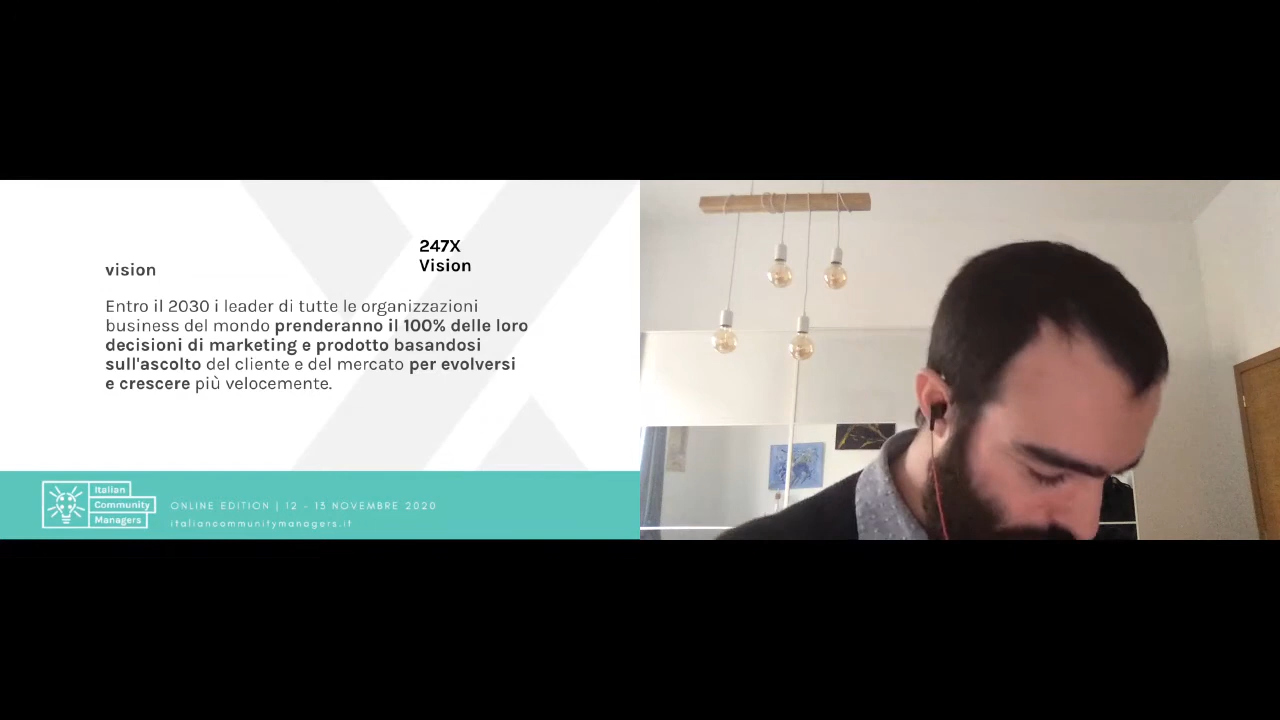 247X
Vision
vision
Entro il 2030 i leader di tutte le organizzazioni
business del mondo prenderanno il 100% delle loro
decisioni di marketing e prodotto basandosi
sull'ascolto del cliente e del mercato per evolversi
e crescere più velocemente.
Italian
Community
Managers
ONLINE EDITION | 12 - 13 NOVEMBRE 2020
italiancommunitymanagers.it